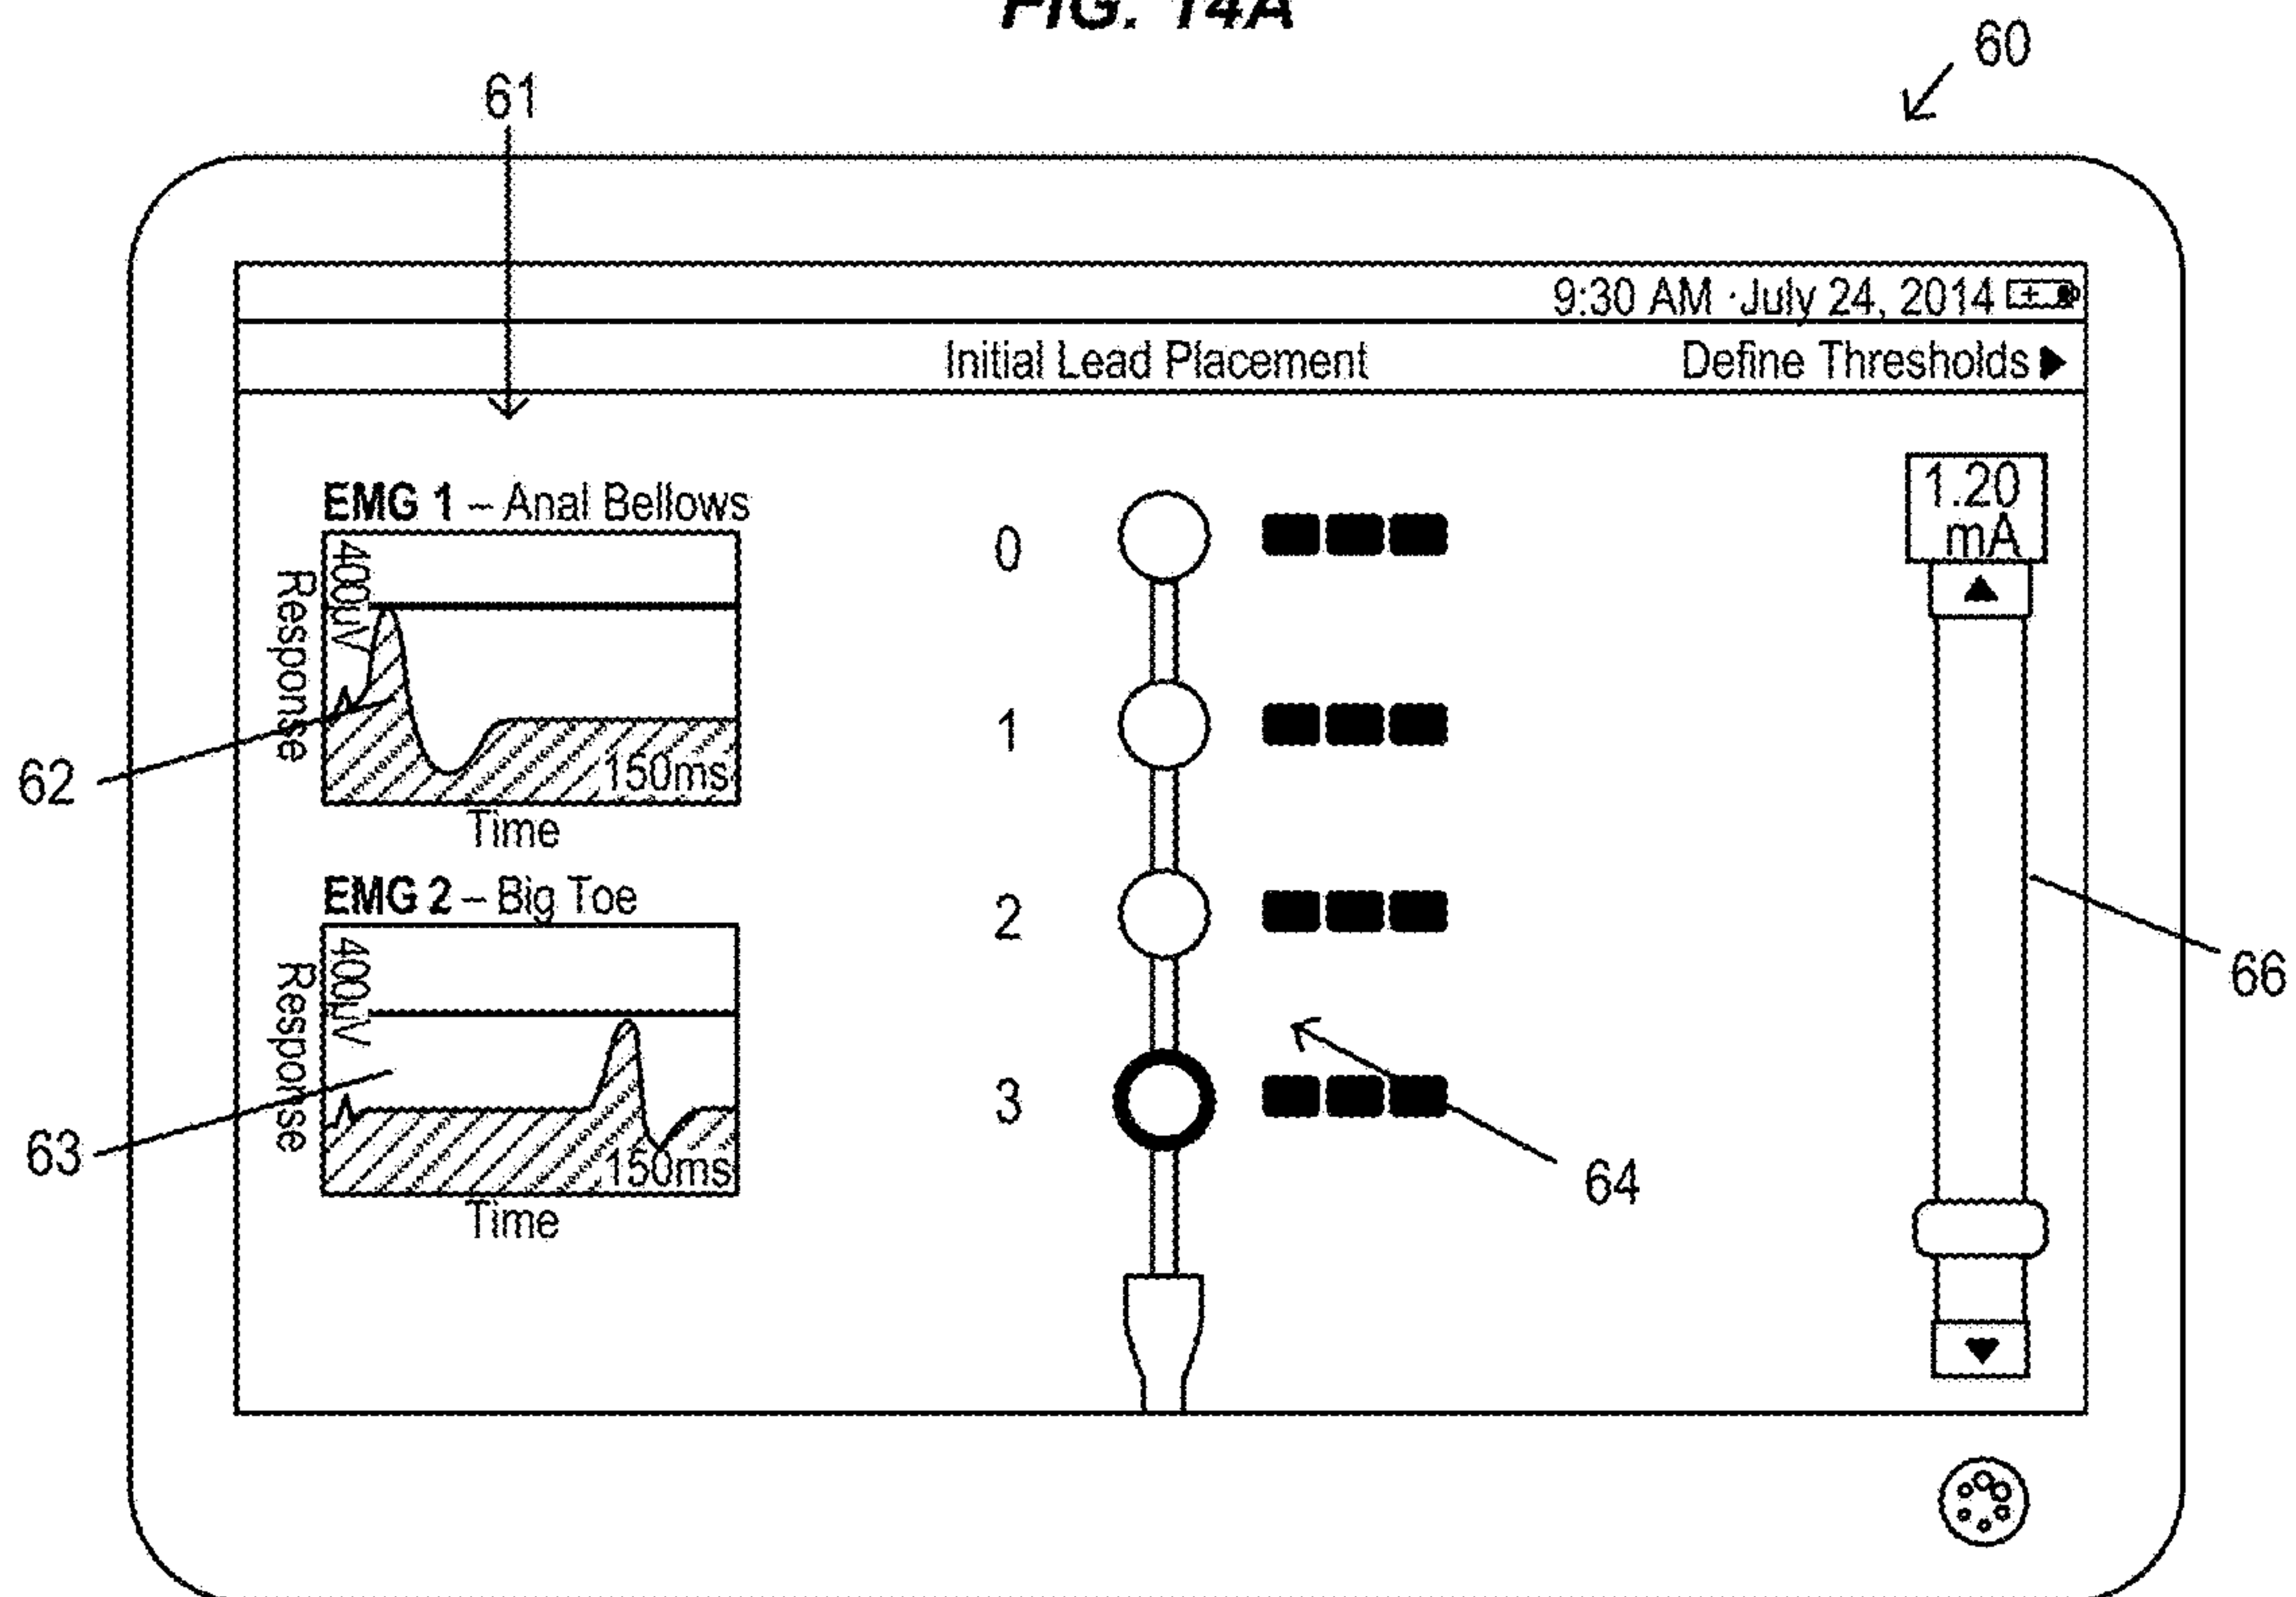 FIG. 14A
60
61
9:30 AM ·July 24, 2014
Initial Lead Placement
Define Thresholds
1.20
mA
EMG 1 – Anal Bellows
400uV
Response
150ms
Time
62
EMG 2 – Big Toe
400µV
Response
150ms
Time
63
0
1
2
3
64
66